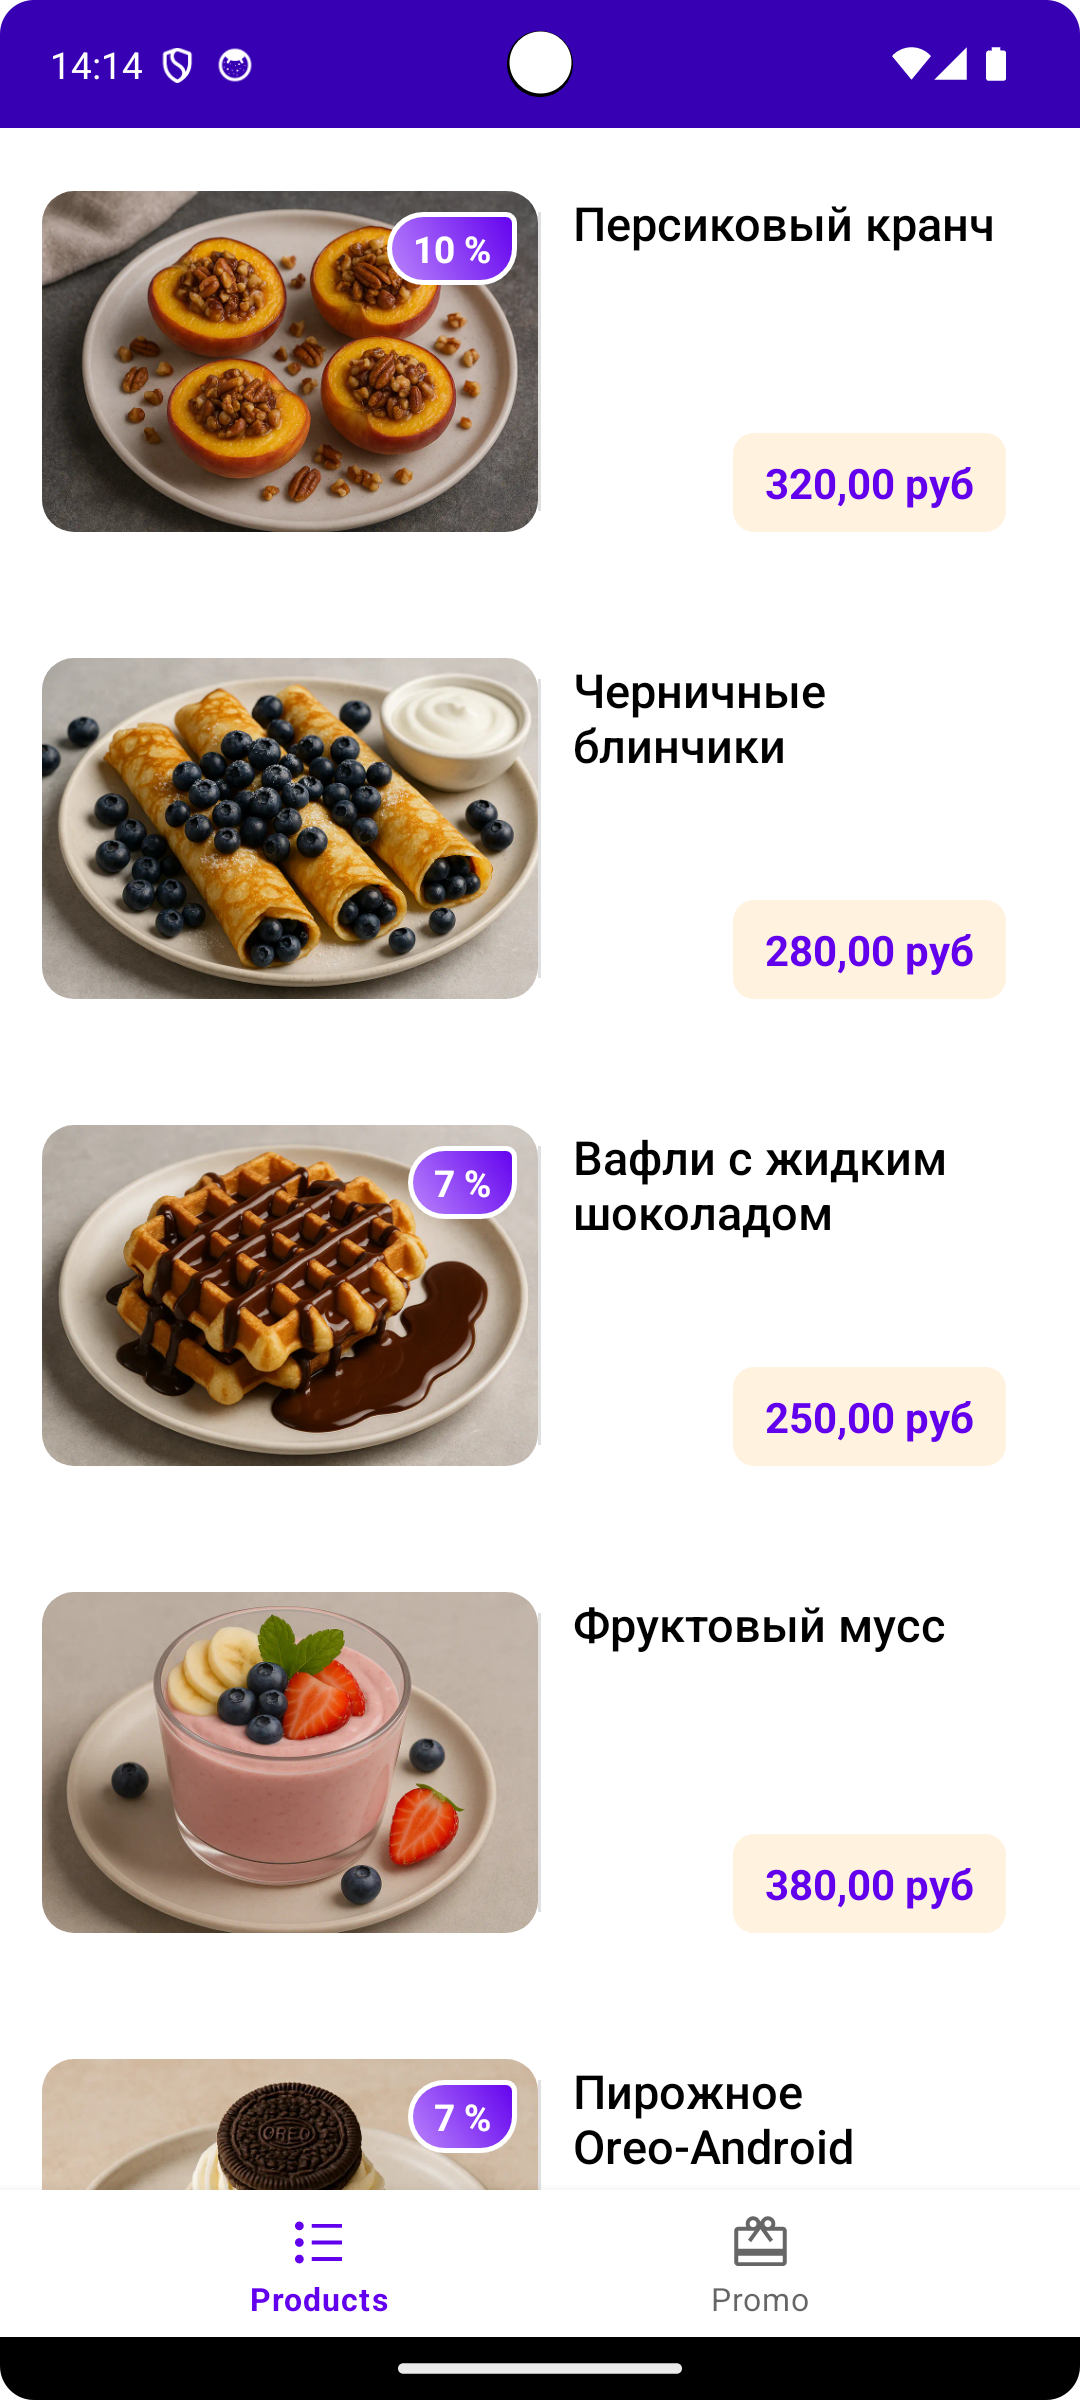 14:14
10 %
Персиковый кранч
320,00 руб
Черничные
блинчики
280,00 руб
7 %
Вафли с жидким
шоколадом
250,00 руб
Фруктовый мусс
380,00 руб
7 %
OREO
Пирожное
Oreo-Android
Products
Promo